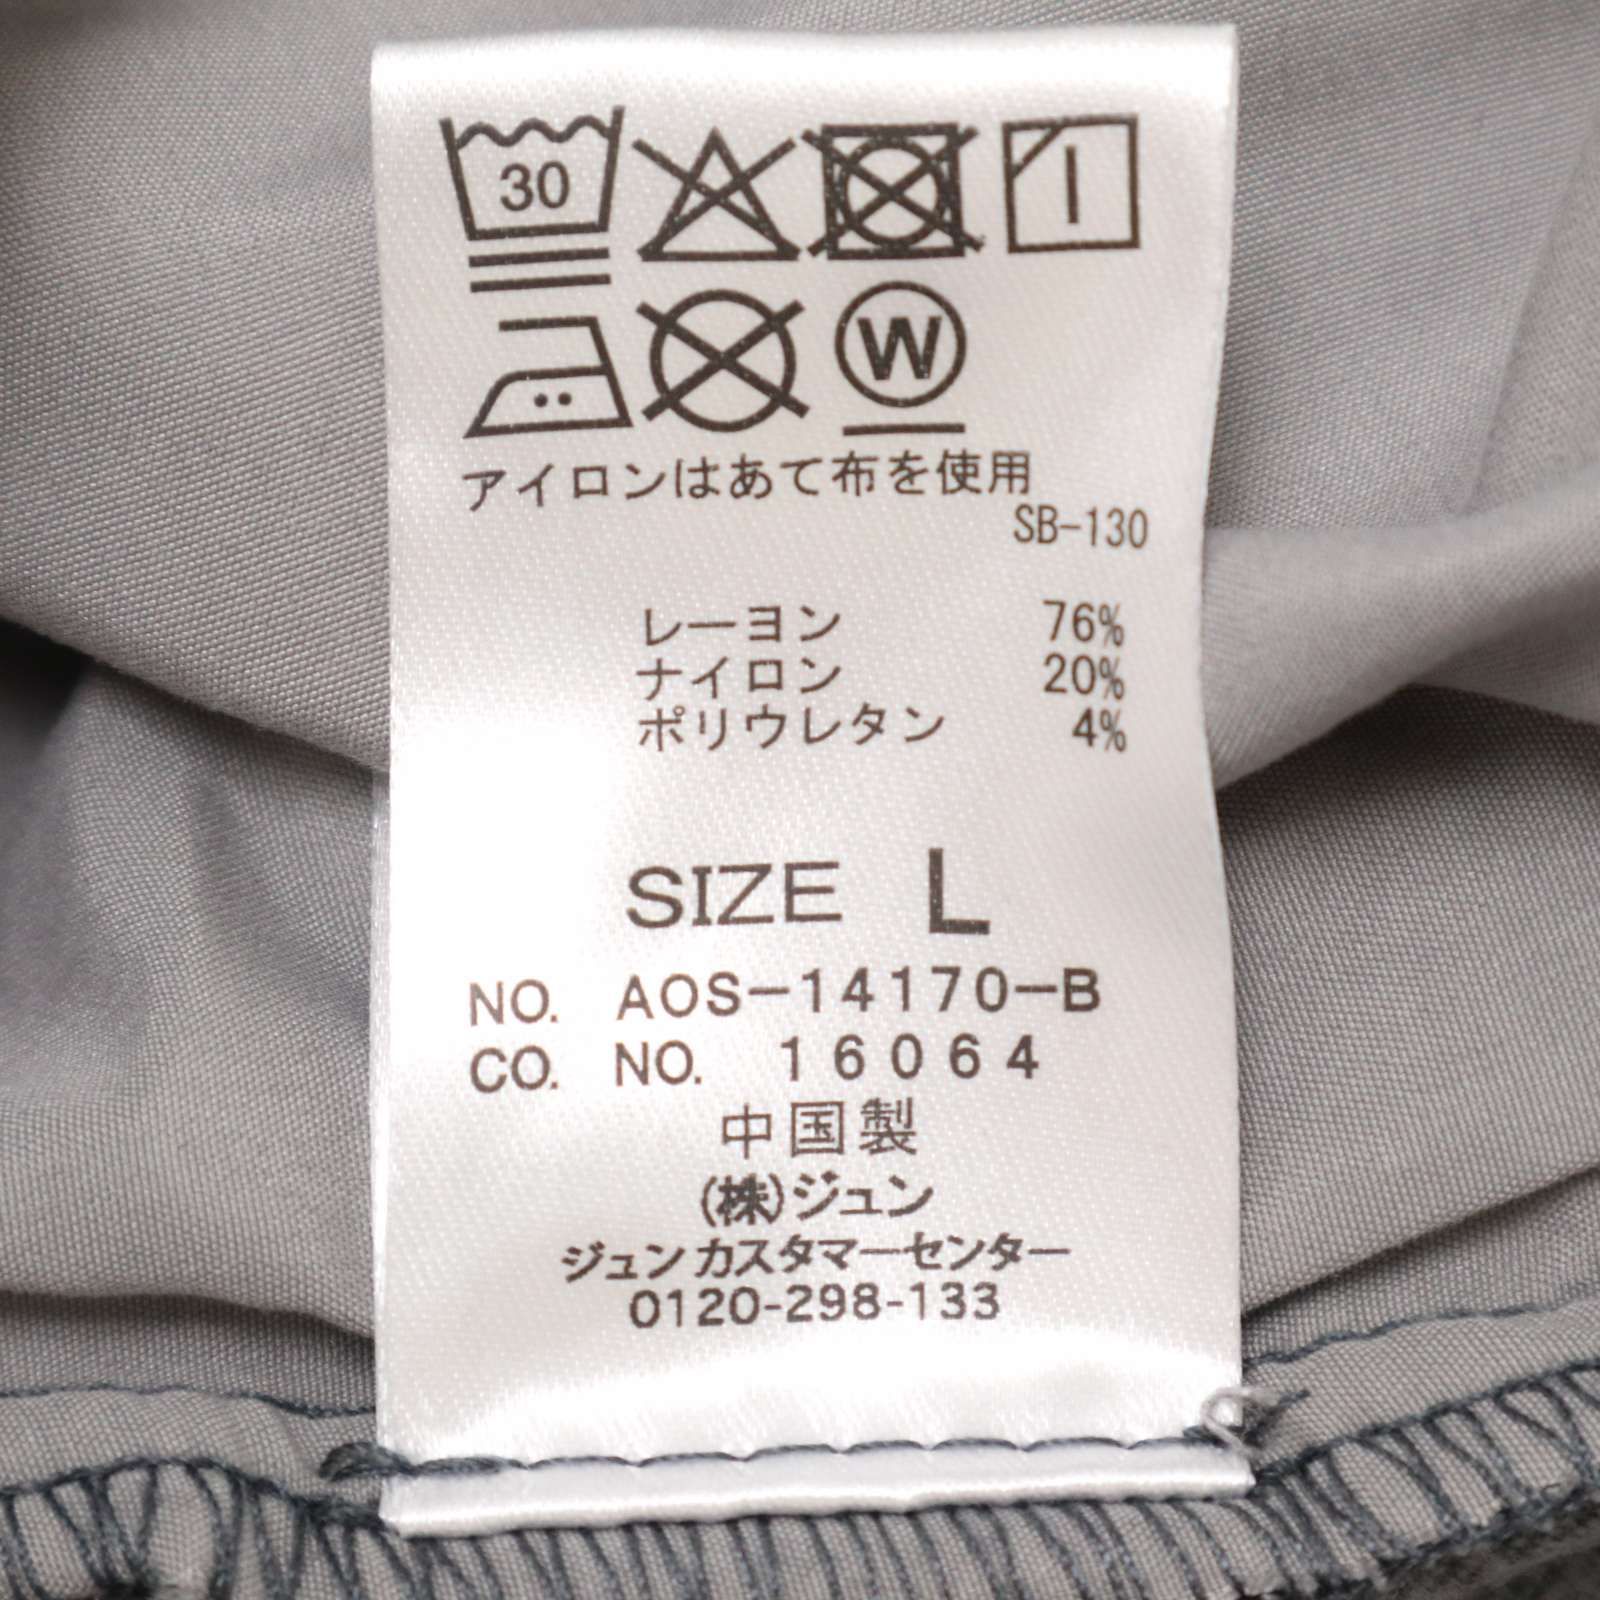 30
W
アイロンはあて布を使用
SB-130
レーヨン 76%
ナイロン 20%
ポリウレタン 4%
SIZE L
NO. AOS-14170-B
CO. NO. 16064
中国製
(株)ジュン
ジュンカスタマーセンター
0120-298-133